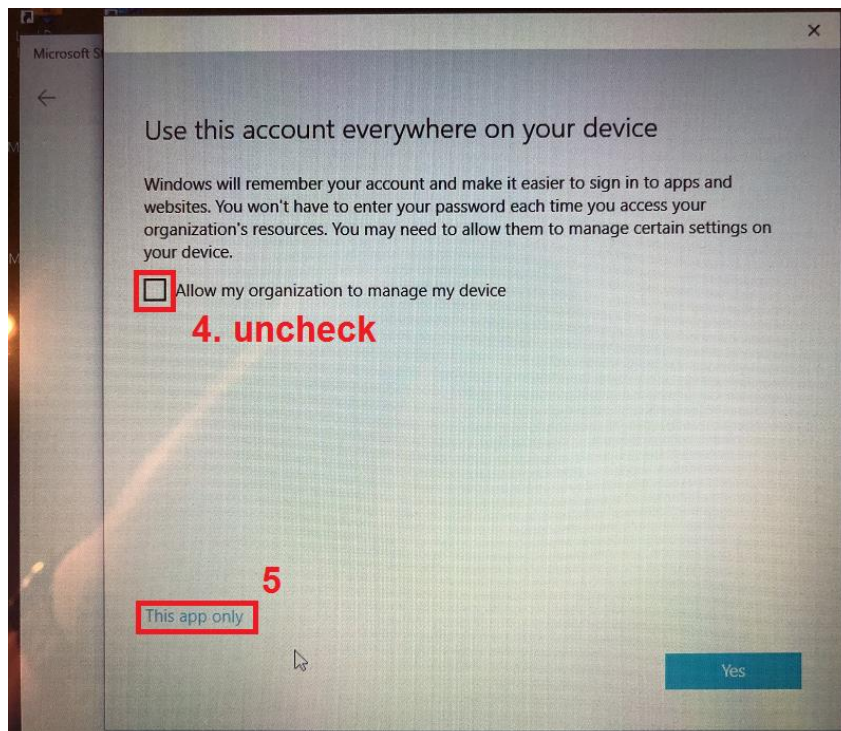 Microsoft St
Use this account everywhere on your device
Windows will remember your account and make it easier to sign in to apps and
websites. You won't have to enter your password each time you access your
organization's resources. You may need to allow them to manage certain settings on
your device.
Allow my organization to manage my device
4. uncheck
5
This app only
Yes